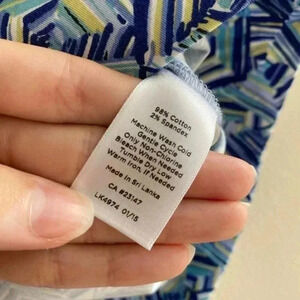 98% Cotton
2% Spandex
Machine Wash Cold
Gentle Cycle
Only Non-Chlorine
Bleach When Needed
Tumble Dry Low
Warm Iron, If Needed
Made in Sri Lanka
CA #23147
LK4974 01/15